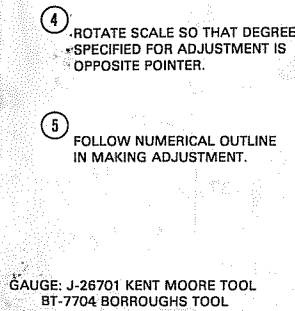 4
ROTATE SCALE SO THAT DEGREE
SPECIFIED FOR ADJUSTMENT IS
OPPOSITE POINTER.
5
FOLLOW NUMERICAL OUTLINE
IN MAKING ADJUSTMENT.
GAUGE: J-26701 KENT MOORE TOOL
BT-7704 BORROUGHS TOOL